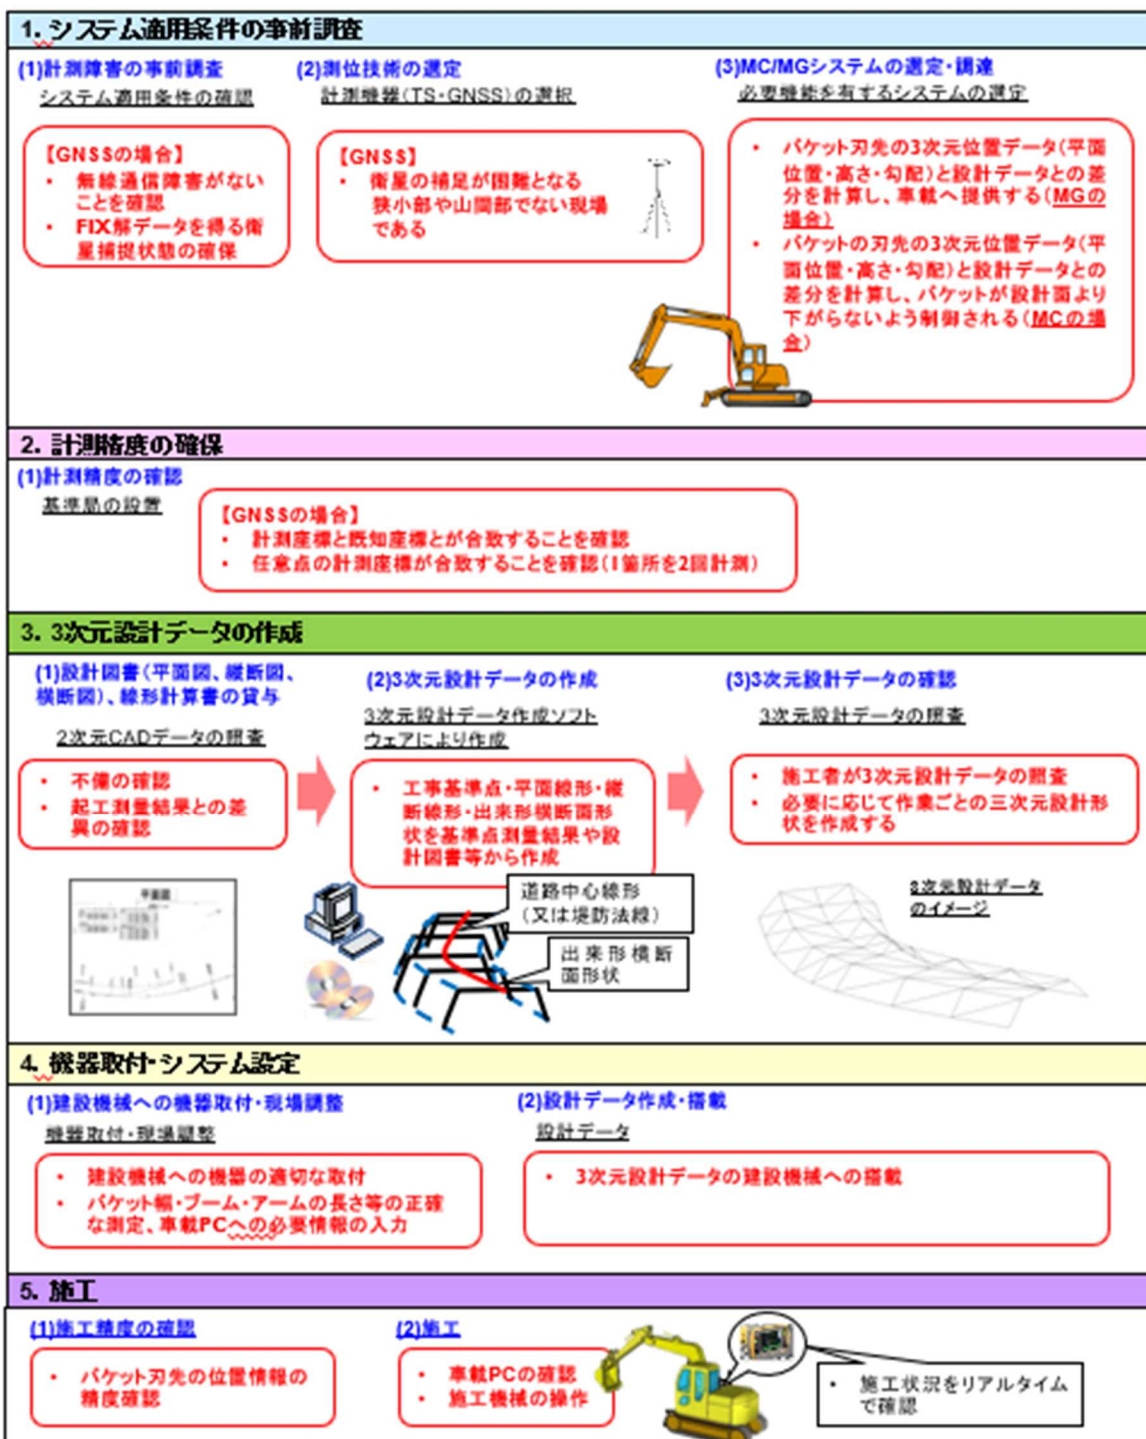 1. システム適用条件の事前調査
(1)計測障害の事前調査
システム適用条件の確認
【GNSSの場合】
・ 無線通信障害がない
ことを確認
・ FIX解データを得る衛
星捕捉状態の確保
(2)測位技術の選定
計測機器(TS・GNSS)の選択
【GNSS】
・ 衛星の補足が困難となる
狭小部や山間部でない現場
である
(3)MC/MGシステムの選定・調達
必要機能を有するシステムの選定
・ バケット刃先の3次元位置データ(平面
位置・高さ・勾配)と設計データとの差
分を計算し、車載へ提供する(MGの
場合)
・ バケットの刃先の3次元位置データ(平
面位置・高さ・勾配)と設計データとの
差分を計算し、バケットが設計面より
下がらないよう制御される(MCの場
合)
2. 計測精度の確保
(1)計測精度の確認
基準局の設置
【GNSSの場合】
・ 計測座標と既知座標とが合致することを確認
・ 任意点の計測座標が合致することを確認(1箇所を2回計測)
3. 3次元設計データの作成
(1)設計図書(平面図、縦断図、
横断図)、線形計算書の貸与
2次元CADデータの照査
・ 不備の確認
・ 起工測量結果との差
異の確認
平面図
(2)3次元設計データの作成
3次元設計データ作成ソフト
ウェアにより作成
・ 工事基準点・平面線形・縦
断線形・出来形横断面形
状を基準点測量結果や設
計図書等から作成
道路中心線形
(又は堤防法線)
出来形横断
面形状
(3)3次元設計データの確認
3次元設計データの照査
・ 施工者が3次元設計データの照査
・ 必要に応じて作業ごとの三次元設計形
状を作成する
3次元設計データ
のイメージ
4. 機器取付・システム設定
(1)建設機械への機器取付・現場調整
機器取付・現場調整
・ 建設機械への機器の適切な取付
・ バケット幅・ブーム・アームの長さ等の正確
な測定、車載PCへの必要情報の入力
(2)設計データ作成・搭載
設計データ
・ 3次元設計データの建設機械への搭載
5. 施工
(1)施工精度の確認
・ バケット刃先の位置情報の
精度確認
(2)施工
・ 車載PCの確認
・ 施工機械の操作
・ 施工状況をリアルタイム
で確認